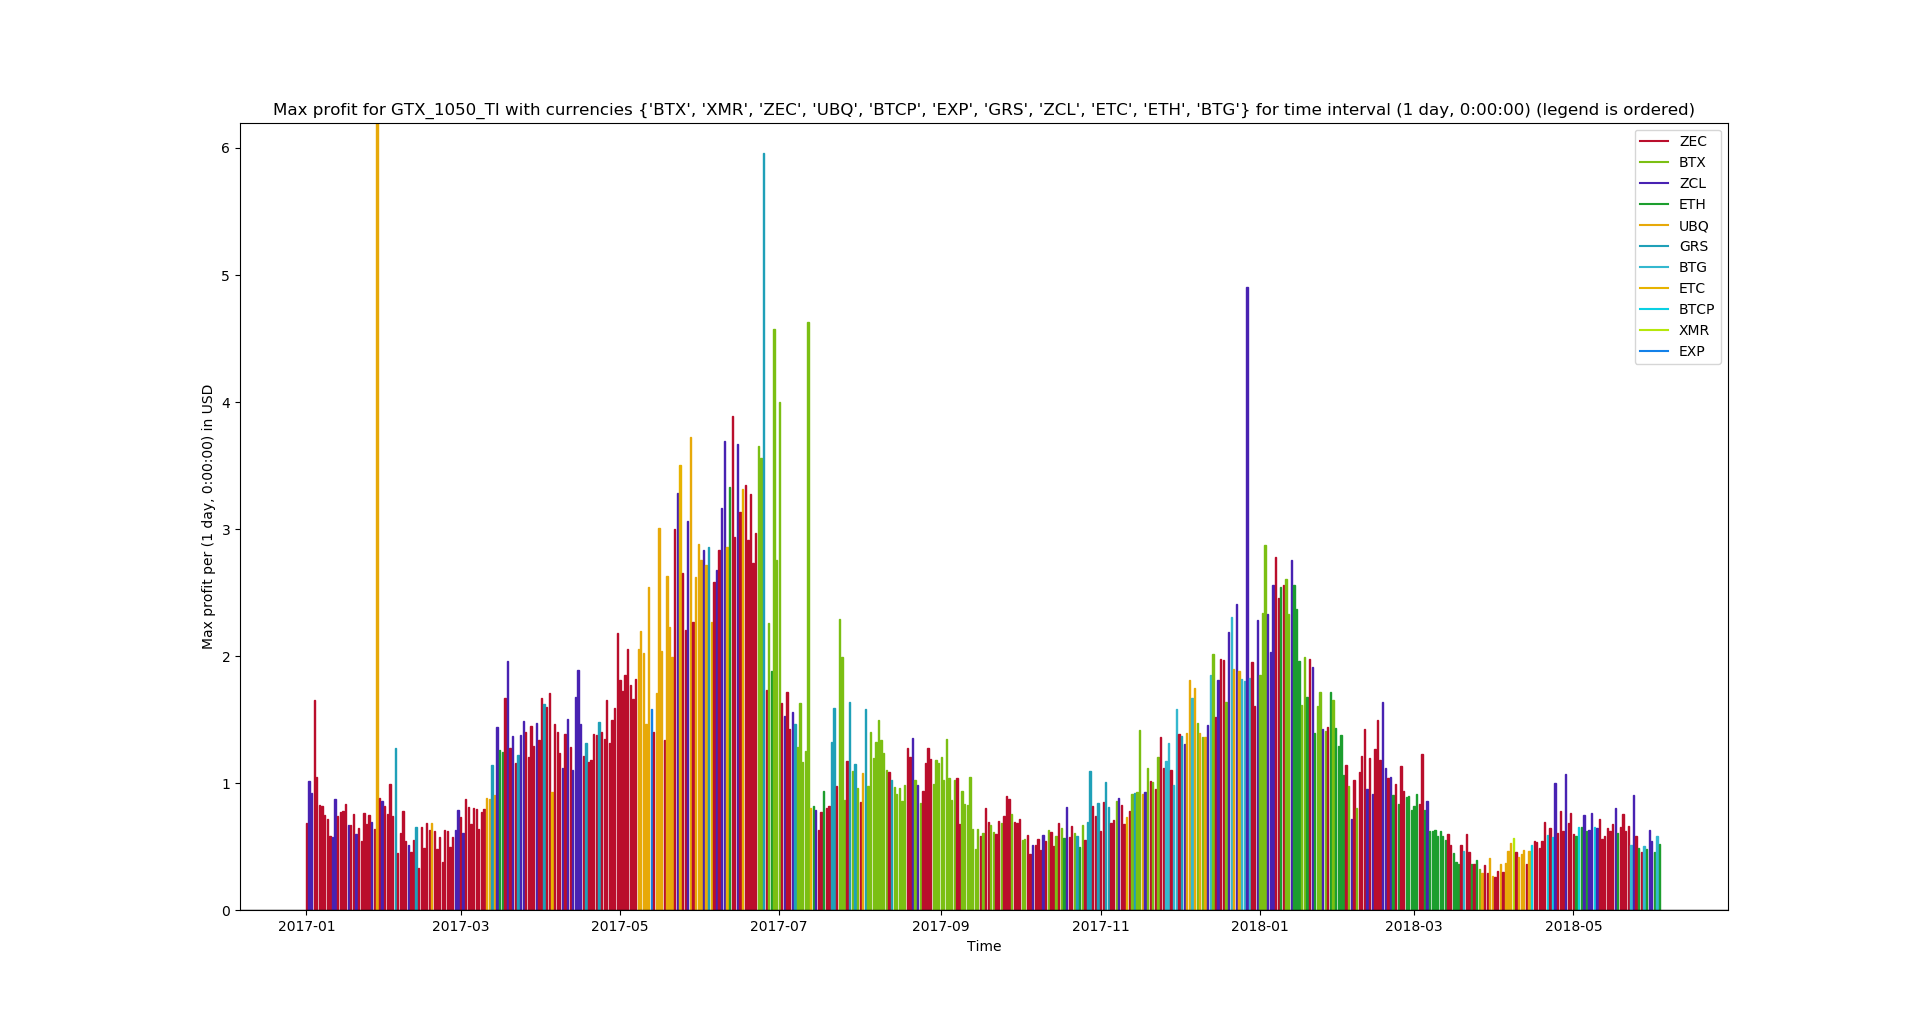 Max profit for GTX_1050_TI with currencies {'BTX', 'XMR', 'ZEC', 'UBQ', 'BTCP', 'EXP', 'GRS', 'ZCL', 'ETC', 'ETH', 'BTG'} for time interval (1 day, 0:00:00) (legend is ordered)
ZEC
BTX
ZCL
ETH
UBQ
GRS
BTG
ETC
BTCP
XMR
EXP
Max profit per (1 day, 0:00:00) in USD
6
5
4
3
2
1
0
2017-01
2017-03
2017-05
2017-07
2017-09
2017-11
2018-01
2018-03
2018-05
Time